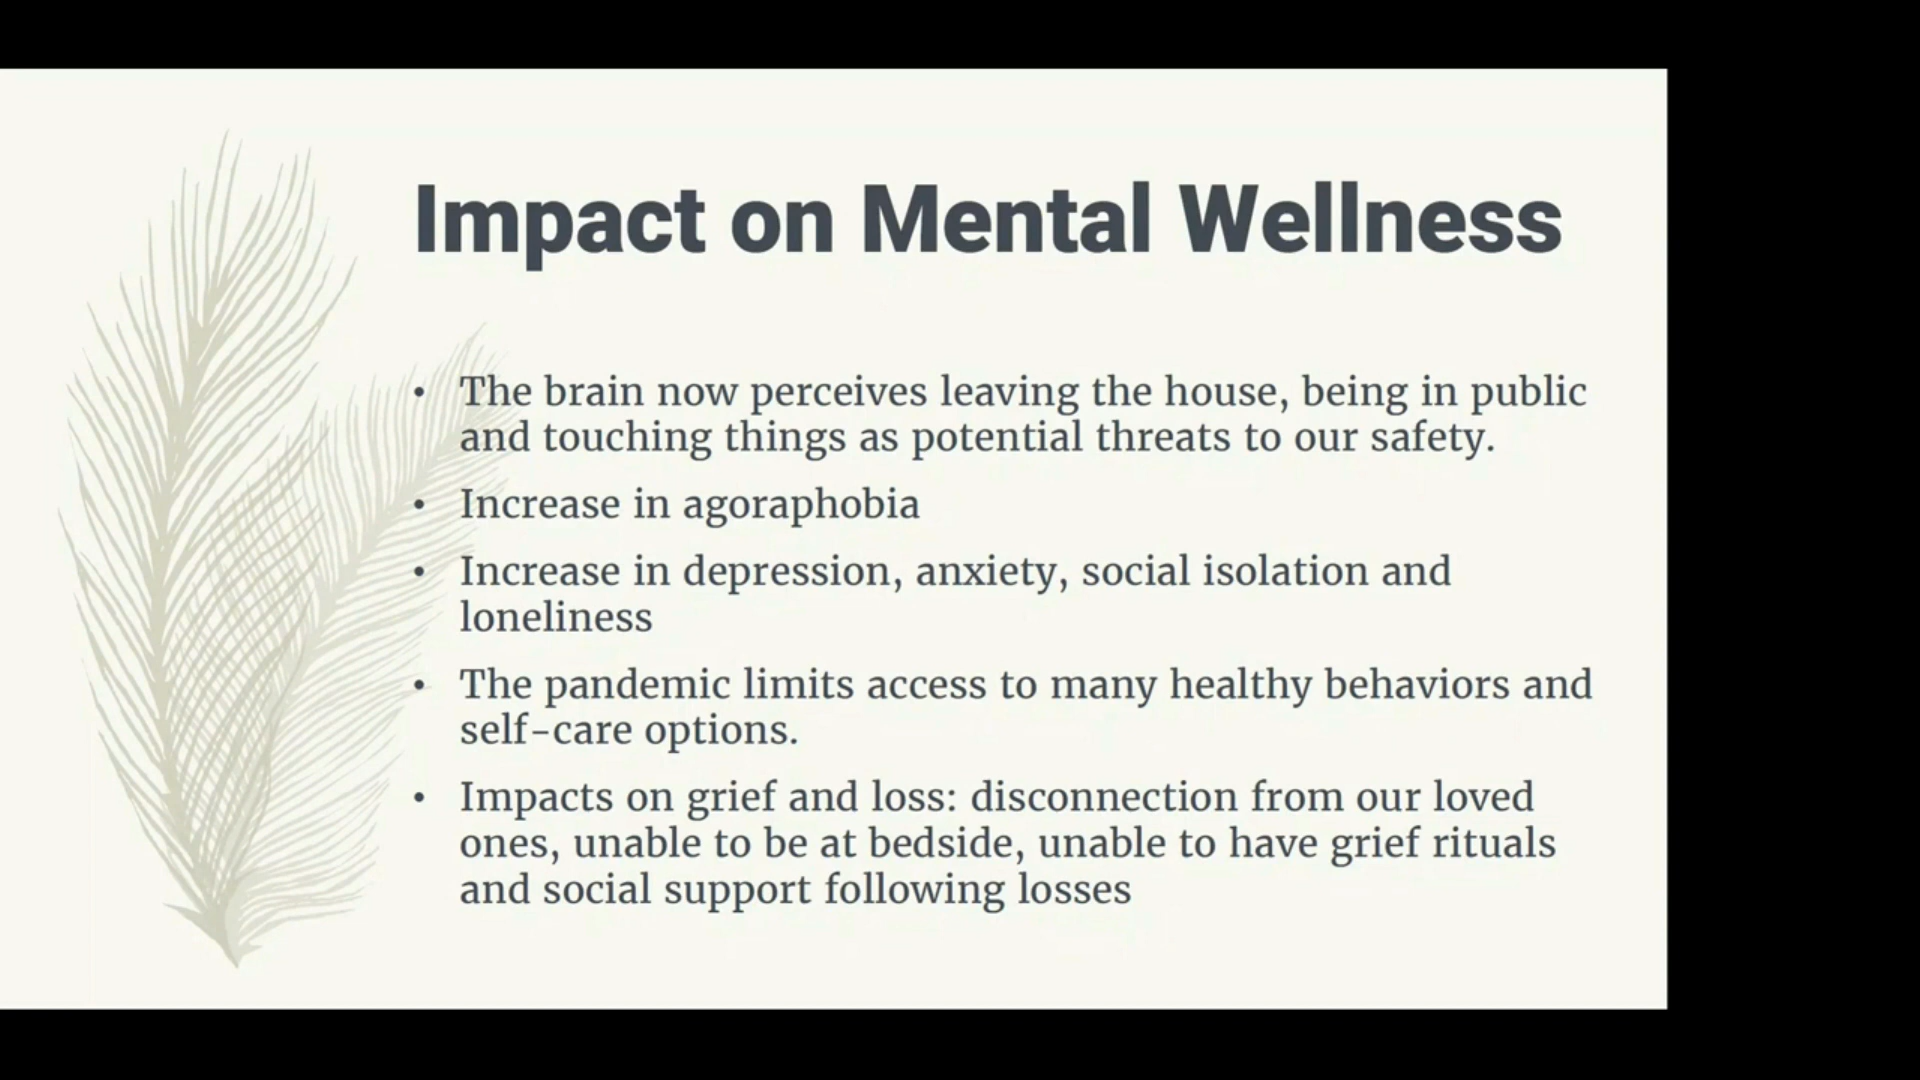 Impact on Mental Wellness
• The brain now perceives leaving the house, being in public
and touching things as potential threats to our safety.
• Increase in agoraphobia
• Increase in depression, anxiety, social isolation and
loneliness
• The pandemic limits access to many healthy behaviors and
self-care options.
• Impacts on grief and loss: disconnection from our loved
ones, unable to be at bedside, unable to have grief rituals
and social support following losses